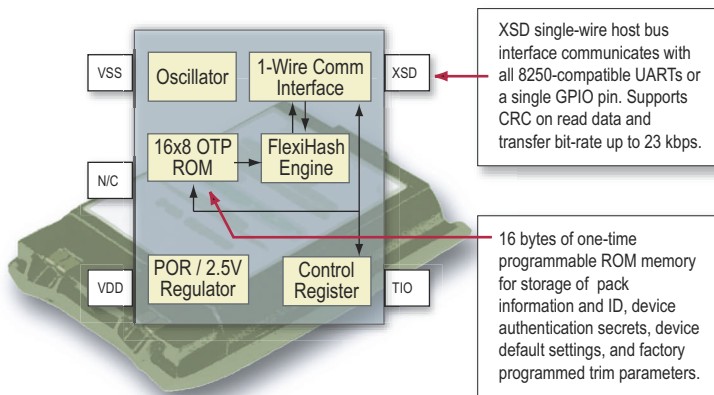 VSS
Oscillator
1-Wire Comm
Interface
XSD
XSD single-wire host bus
interface communicates with
all 8250-compatible UARTs or
a single GPIO pin. Supports
CRC on read data and
transfer bit-rate up to 23 kbps.
N/C
16x8 OTP
ROM
FlexiHash
Engine
VDD
POR / 2.5V
Regulator
Control
Register
TIO
16 bytes of one-time
programmable ROM memory
for storage of pack
information and ID, device
authentication secrets, device
default settings, and factory
programmed trim parameters.